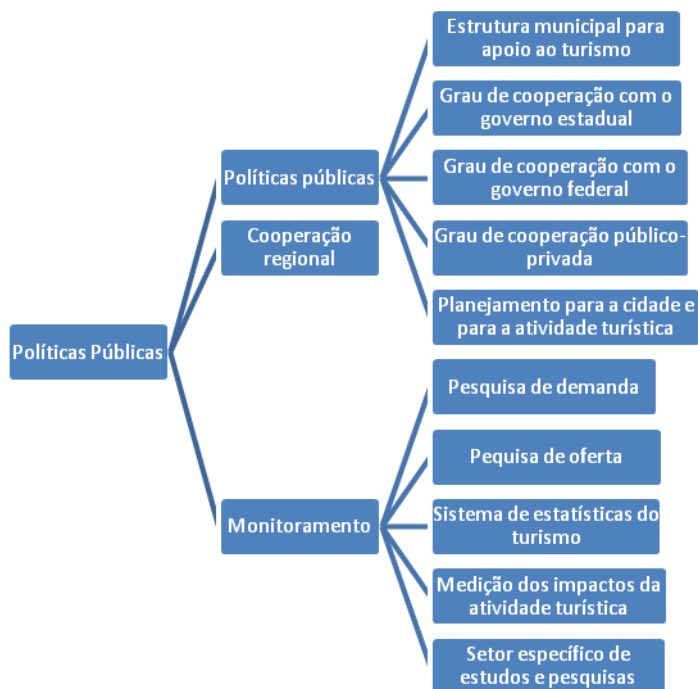 Estrutura municipal para
apoio ao turismo
Grau de cooperação com o
governo estadual
Políticas públicas
Grau de cooperação com o
governo federal
Cooperação
regional
Grau de cooperação público-
privada
Planejamento para a cidade e
para a atividade turística
Políticas Públicas
Pesquisa de demanda
Pequisa de oferta
Monitoramento
Sistema de estatísticas do
turismo
Medição dos impactos da
atividade turística
Setor específico de
estudos e pesquisas